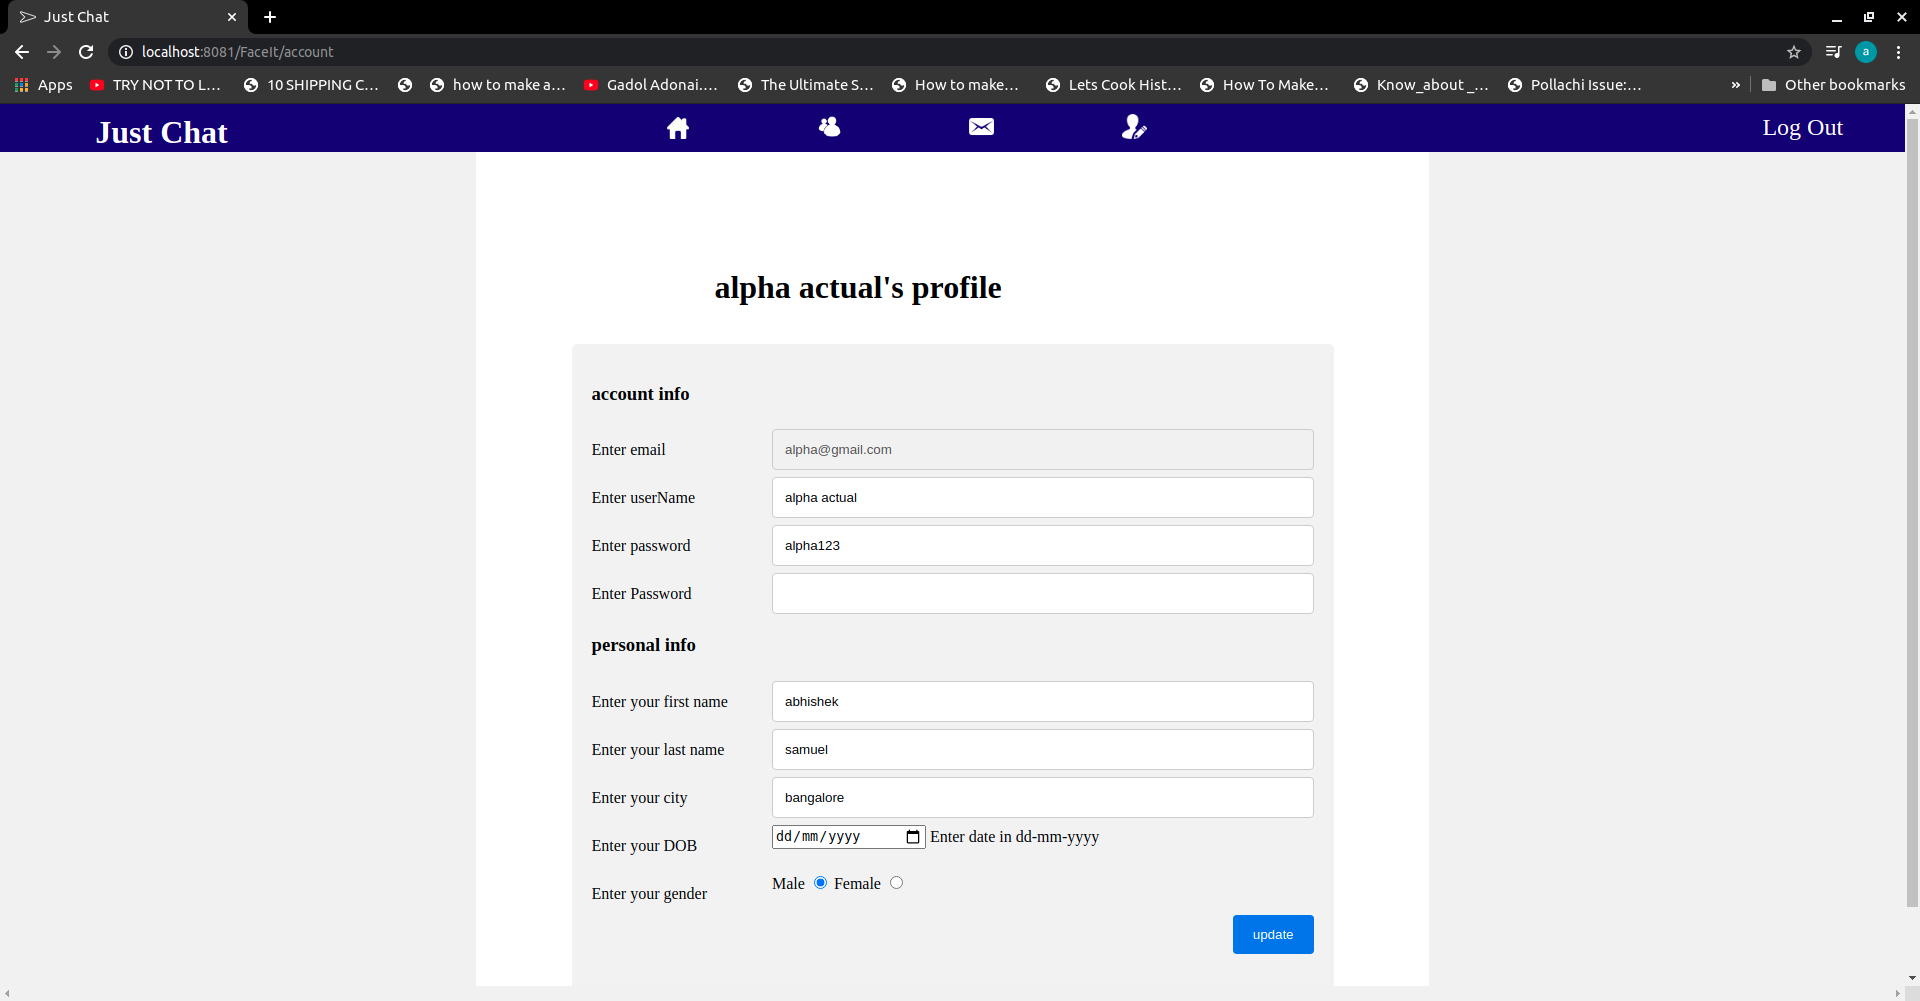 Just Chat
localhost:8081/FaceIt/account
a
Apps TRY NOT TO L... 10 SHIPPING C... how to make a... Gadol Adonai.... The Ultimate S... How to make... Lets Cook Hist... How To Make... Know_about _... Pollachi Issue:... » Other bookmarks
Just Chat Log Out
alpha actual's profile
account info
Enter email alpha@gmail.com
Enter userName alpha actual
Enter password alpha123
Enter Password
personal info
Enter your first name abhishek
Enter your last name samuel
Enter your city bangalore
Enter your DOB dd/mm/yyyy Enter date in dd-mm-yyyy
Enter your gender Male Female
update